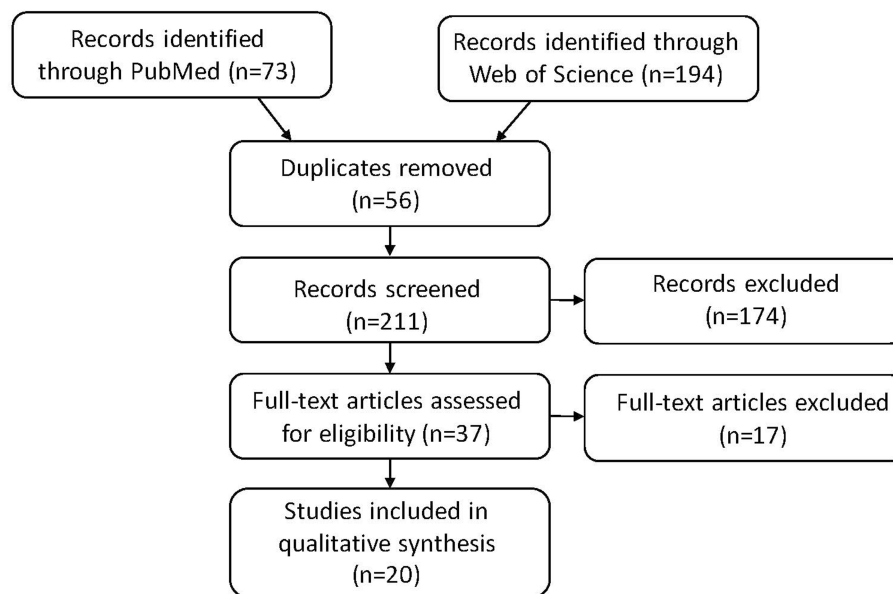 Records identified
through PubMed (n=73)
Records identified through
Web of Science (n=194)
Duplicates removed
(n=56)
Records screened
(n=211)
Records excluded
(n=174)
Full-text articles assessed
for eligibility (n=37)
Full-text articles excluded
(n=17)
Studies included in
qualitative synthesis
(n=20)